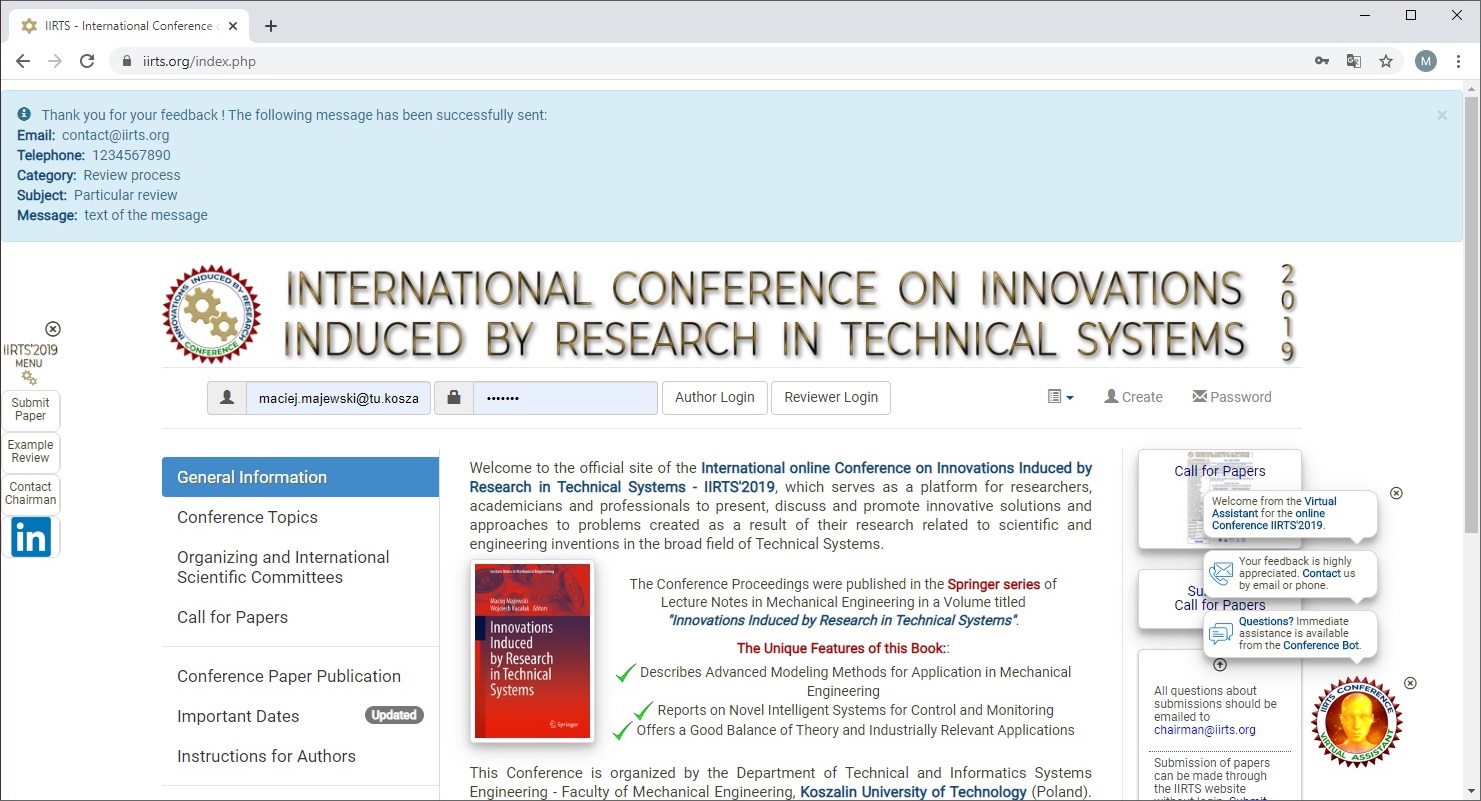 IIRTS - International Conference o
iirts.org/index.php
M
Thank you for your feedback ! The following message has been successfully sent:
Email: contact@iirts.org
Telephone: 1234567890
Category: Review process
Subject: Particular review
Message: text of the message
INNOVATIONS INDUCED BY RESEARCH
CONFERENCE
INTERNATIONAL CONFERENCE ON INNOVATIONS
INDUCED BY RESEARCH IN TECHNICAL SYSTEMS
2019
IIRTS'2019
MENU
Submit
Paper
Example
Review
Contact
Chairman
in
maciej.majewski@tu.kosza
•••••••
Author Login
Reviewer Login
Create
Password
General Information
Conference Topics
Organizing and International
Scientific Committees
Call for Papers
Conference Paper Publication
Important Dates
Updated
Instructions for Authors
Welcome to the official site of the International online Conference on Innovations Induced by
Research in Technical Systems - IIRTS'2019, which serves as a platform for researchers,
academicians and professionals to present, discuss and promote innovative solutions and
approaches to problems created as a result of their research related to scientific and
engineering inventions in the broad field of Technical Systems.
Lecture Notes in Mechanical Engineering
Maciej Majewski
Wojciech Kacalak Editors
Innovations
Induced
by Research
in Technical
Systems
Springer
The Conference Proceedings were published in the Springer series of
Lecture Notes in Mechanical Engineering in a Volume titled
"Innovations Induced by Research in Technical Systems".
The Unique Features of this Book::
Describes Advanced Modeling Methods for Application in Mechanical
Engineering
Reports on Novel Intelligent Systems for Control and Monitoring
Offers a Good Balance of Theory and Industrially Relevant Applications
This Conference is organized by the Department of Technical and Informatics Systems
Engineering - Faculty of Mechanical Engineering, Koszalin University of Technology (Poland).
Call for Papers
Welcome from the Virtual
Assistant for the online
Conference IIRTS'2019.
Your feedback is highly
appreciated. Contact us
by email or phone.
Su
Call for Papers
Questions? Immediate
assistance is available
from the Conference Bot.
All questions about
submissions should be
emailed to
chairman@iirts.org
Submission of papers
can be made through
the IIRTS website
without login. Submit
IIRTS CONFERENCE
VIRTUAL ASSISTANT